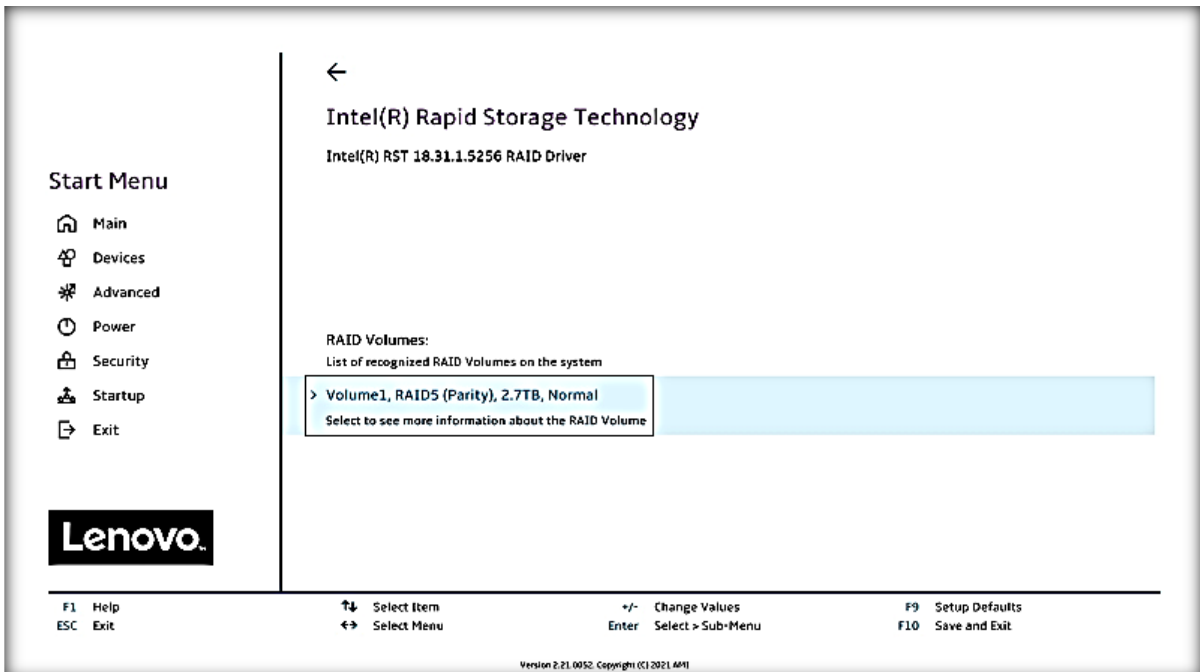 Intel(R) Rapid Storage Technology
Intel(R) RST 18.31.1.5256 RAID Driver
Start Menu
Main
Devices
Advanced
Power
Security
Startup
Exit
RAID Volumes:
List of recognized RAID Volumes on the system
> Volume1, RAID5 (Parity), 2.7TB, Normal
Select to see more information about the RAID Volume
Lenovo
F1 Help
ESC Exit
↑↓ Select Item
↔ Select Menu
+/- Change Values
Enter Select > Sub-Menu
F9 Setup Defaults
F10 Save and Exit
Version 2.21.0052. Copyright (C) 2021 AMI